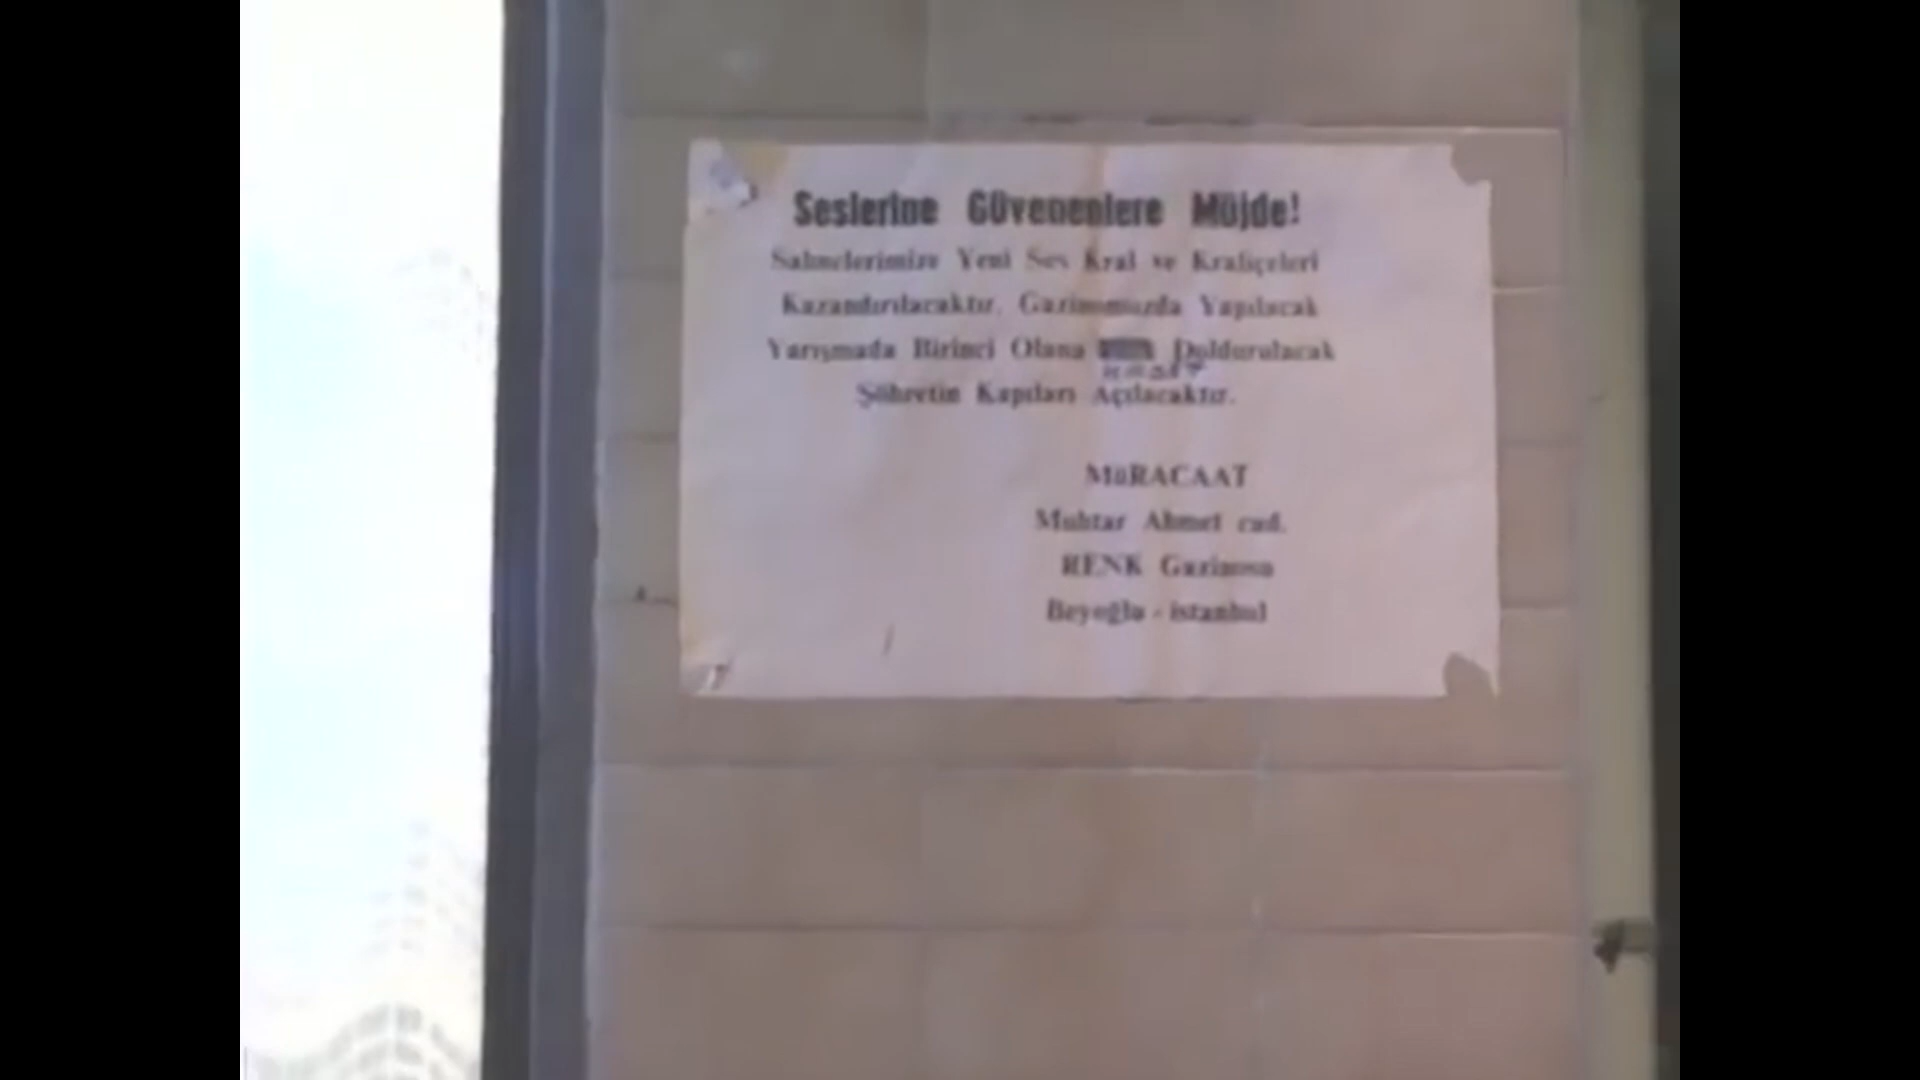 Seslerine Güvenenlere Müjde!
Sahnelerimize Yeni Ses Kral ve Kraliçeleri
Kazandırılacaktır. Gazinomuzda Yapılacak
Yarışmada Birinci Olana Doldurulacak
Şöhretin Kapıları Açılacaktır.
MüRACAAT
Muhtar Ahmet cad.
RENK Gazinosu
Beyoğlu - istanbul